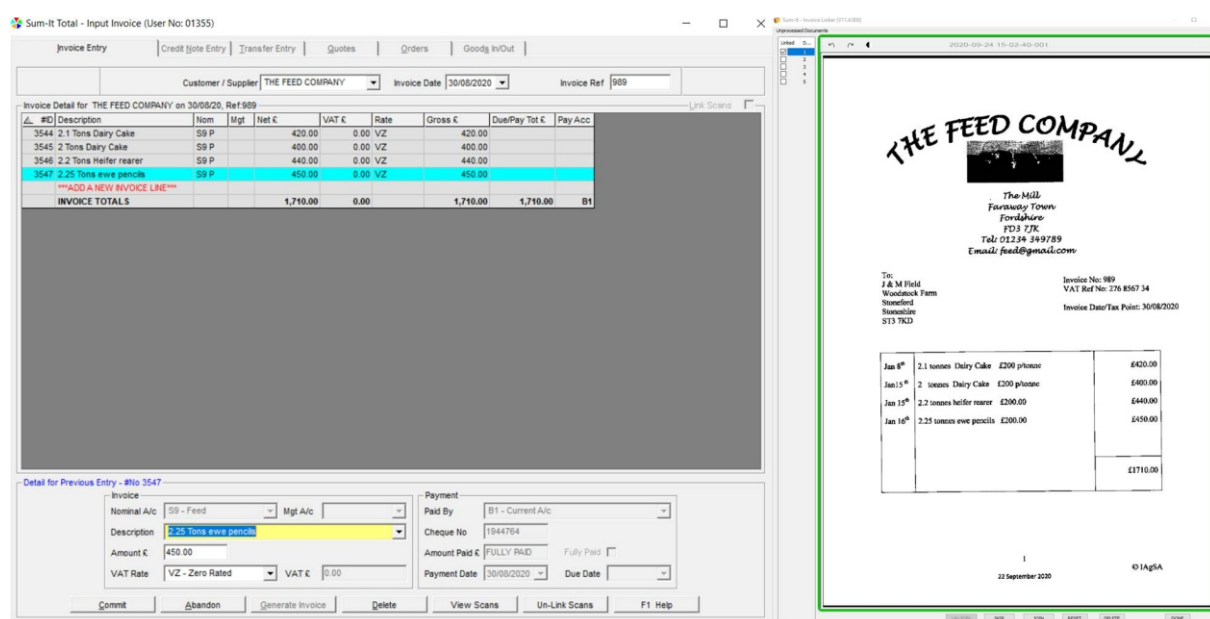 Sum-It Total - Input Invoice (User No: 01355)
Invoice Entry
Credit Note Entry
Transfer Entry
Quotes
Orders
Goods In/Out
Customer / Supplier THE FEED COMPANY Invoice Date 30/08/2020 Invoice Ref 989
Invoice Detail for THE FEED COMPANY on 30/08/20, Ref:989 Link Scans
#ID Description Nom Mgt Net £ VAT £ Rate Gross £ Due/Pay Tot £ Pay Acc
3544 2.1 Tons Dairy Cake S9 P 420.00 0.00 VZ 420.00
3545 2 Tons Dairy Cake S9 P 400.00 0.00 VZ 400.00
3546 2.2 Tons Heifer rearer S9 P 440.00 0.00 VZ 440.00
3547 2.25 Tons ewe pencils S9 P 450.00 0.00 VZ 450.00
***ADD A NEW INVOICE LINE***
INVOICE TOTALS 1,710.00 0.00 1,710.00 1,710.00 B1
Detail for Previous Entry - #No 3547
Invoice
Nominal A/c S9 - Feed Mgt A/c
Description 2.25 Tons ewe pencils
Amount £ 450.00
VAT Rate VZ - Zero Rated VAT £ 0.00
Payment
Paid By B1 - Current A/c
Cheque No 1944764
Amount Paid £ FULLY PAID Fully Paid
Payment Date 30/08/2020 Due Date
Commit
Abandon
Generate Invoice
Delete
View Scans
Un-Link Scans
F1 Help
Sum-It - Invoice Linker
Unprocessed Documents
Linked D...
1
2
3
4
5
2020-09-24 15-02-40-001
THE FEED COMPANY
The Mill
Faraway Town
Fordshire
FD3 7JK
Tel: 01234 349789
Email: feed@gmail.com
To:
J & M Field
Woodstock Farm
Stoneford
Stoneshire
ST3 7KD
Invoice No: 989
VAT Ref No: 276 8567 34
Invoice Date/Tax Point: 30/08/2020
Jan 8th 2.1 tonnes Dairy Cake £200 p/tonne £420.00
Jan15th 2 tonnes Dairy Cake £200 p/tonne £400.00
Jan 15th 2.2 tonnes heifer rearer £200.00 £440.00
Jan 16th 2.25 tonnes ewe pencils £200.00 £450.00
£1710.00
1
22 September 2020
© IAgSA
JOIN
RESET
DELETE
DONE